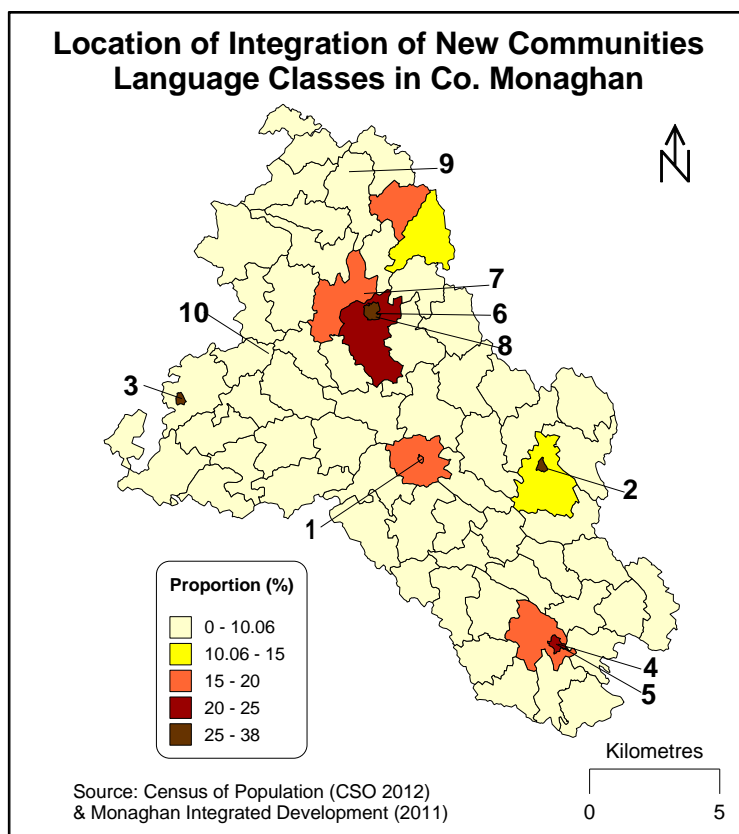 Location of Integration of New Communities
Language Classes in Co. Monaghan
N
9
7
10
6
8
3
2
1
Proportion (%)
0 - 10.06
10.06 - 15
15 - 20
20 - 25
25 - 38
4
5
Kilometres
0 5
Source: Census of Population (CSO 2012)
& Monaghan Integrated Development (2011)